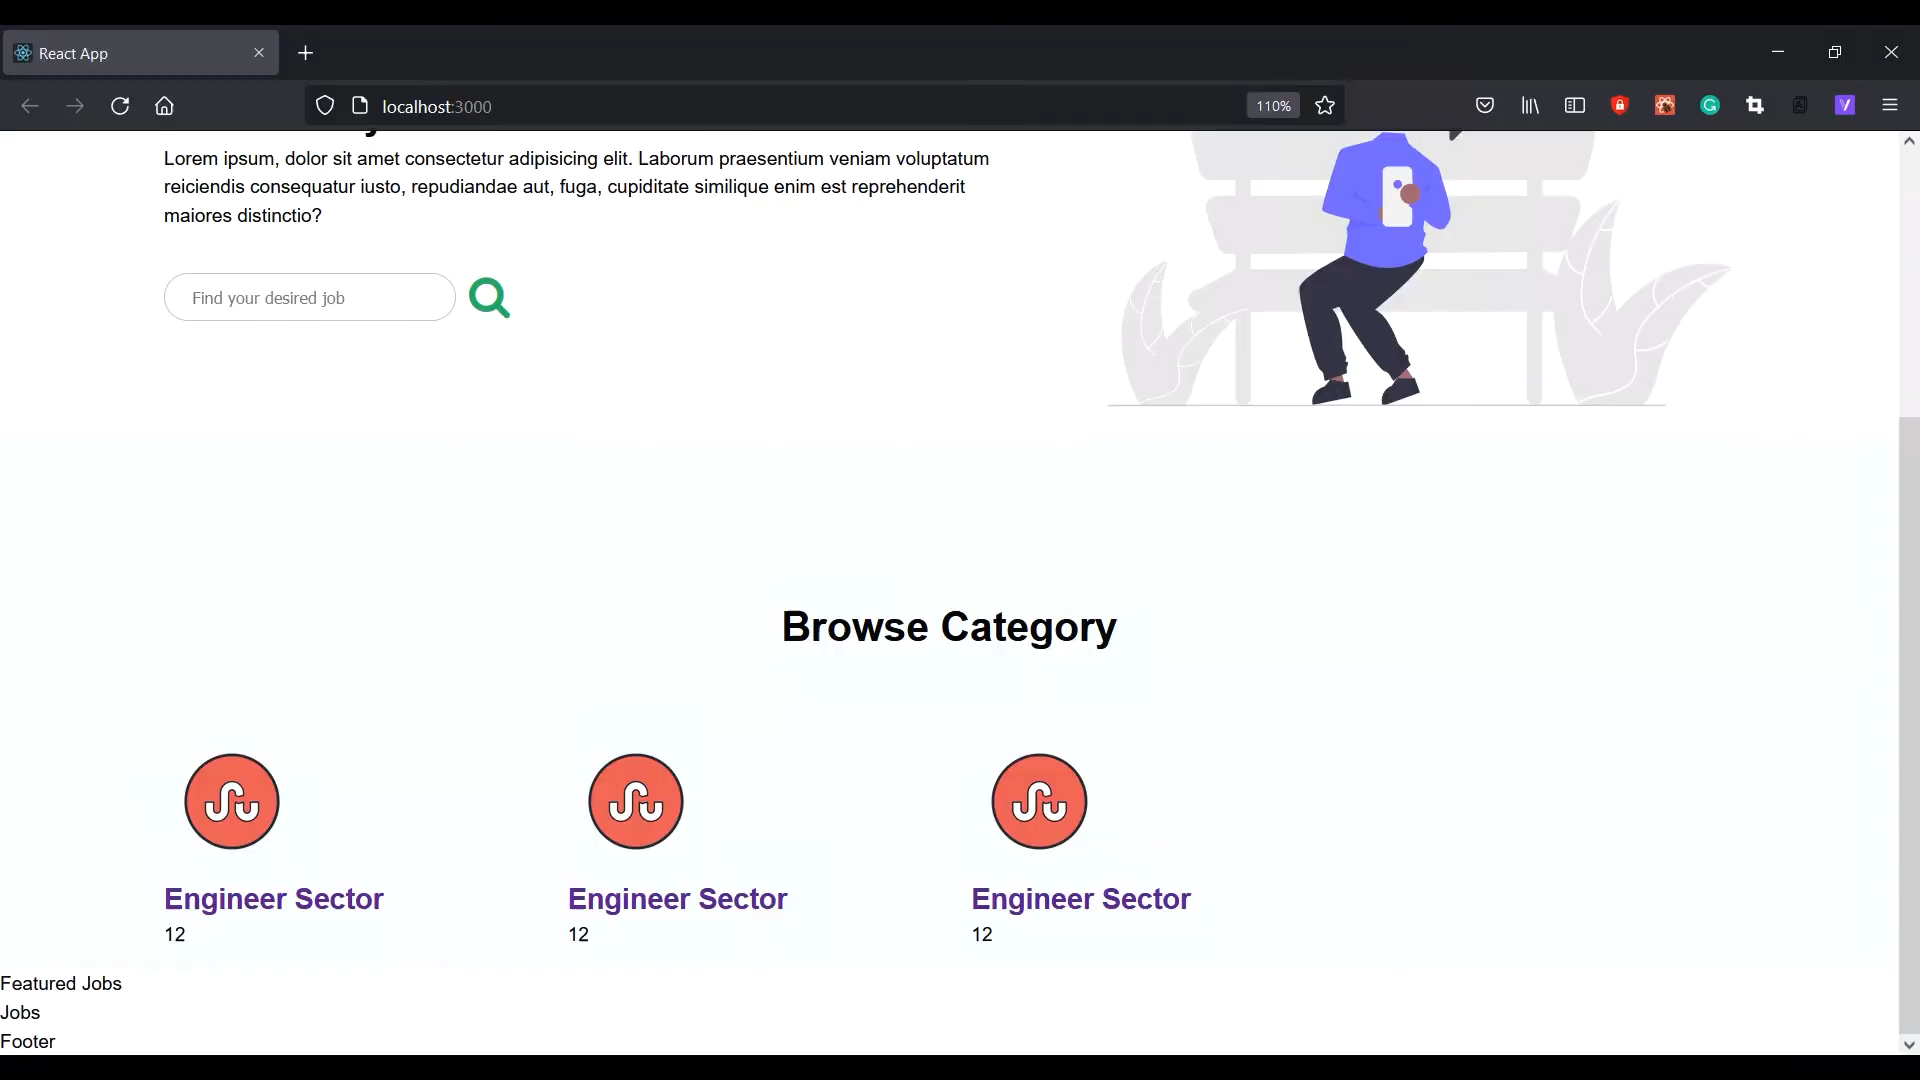 React App
localhost:3000
110%
Lorem ipsum, dolor sit amet consectetur adipisicing elit. Laborum praesentium veniam voluptatum
reiciendis consequatur iusto, repudiandae aut, fuga, cupiditate similique enim est reprehenderit
maiores distinctio?
Find your desired job
Browse Category
Engineer Sector
12
Engineer Sector
12
Engineer Sector
12
Featured Jobs
Jobs
Footer